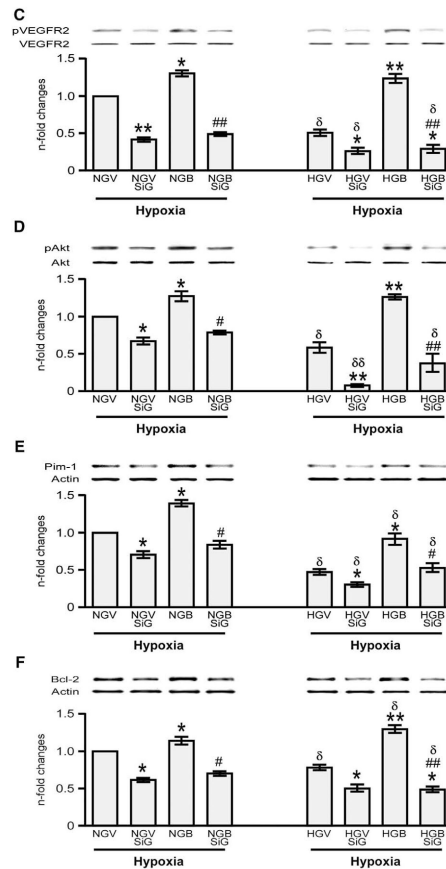 C
pVEGFR2
VEGFR2
n-fold changes
1.5
1.0
0.5
0
** * ##
δ δ * ** δ ## *
NGV NGV SiG NGB NGB SiG HGV HGV SiG HGB HGB SiG
Hypoxia Hypoxia
D
pAkt
Akt
n-fold changes
1.5
1.0
0.5
0
* * #
δ δδ ** ** δ ##
NGV NGV SiG NGB NGB SiG HGV HGV SiG HGB HGB SiG
Hypoxia Hypoxia
E
Pim-1
Actin
n-fold changes
1.5
1.0
0.5
0
* * #
δ δ * δ * δ #
NGV NGV SiG NGB NGB SiG HGV HGV SiG HGB HGB SiG
Hypoxia Hypoxia
F
Bcl-2
Actin
n-fold changes
1.5
1.0
0.5
0
* * #
δ * δ ** δ ## *
NGV NGV SiG NGB NGB SiG HGV HGV SiG HGB HGB SiG
Hypoxia Hypoxia